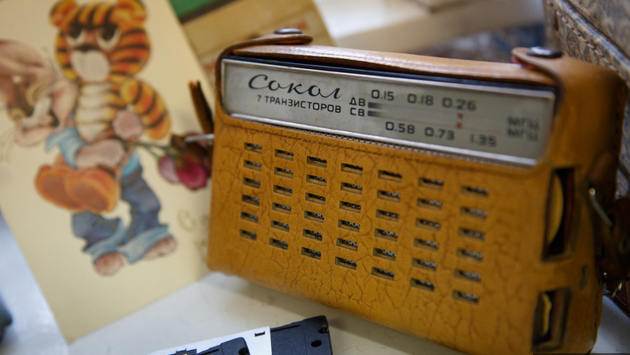 Сокол
7 ТРАНЗИСТОРОВ
ДВ 0.15 0.18 0.26 МГЦ
СВ 0.58 0.73 1.35 МГЦ